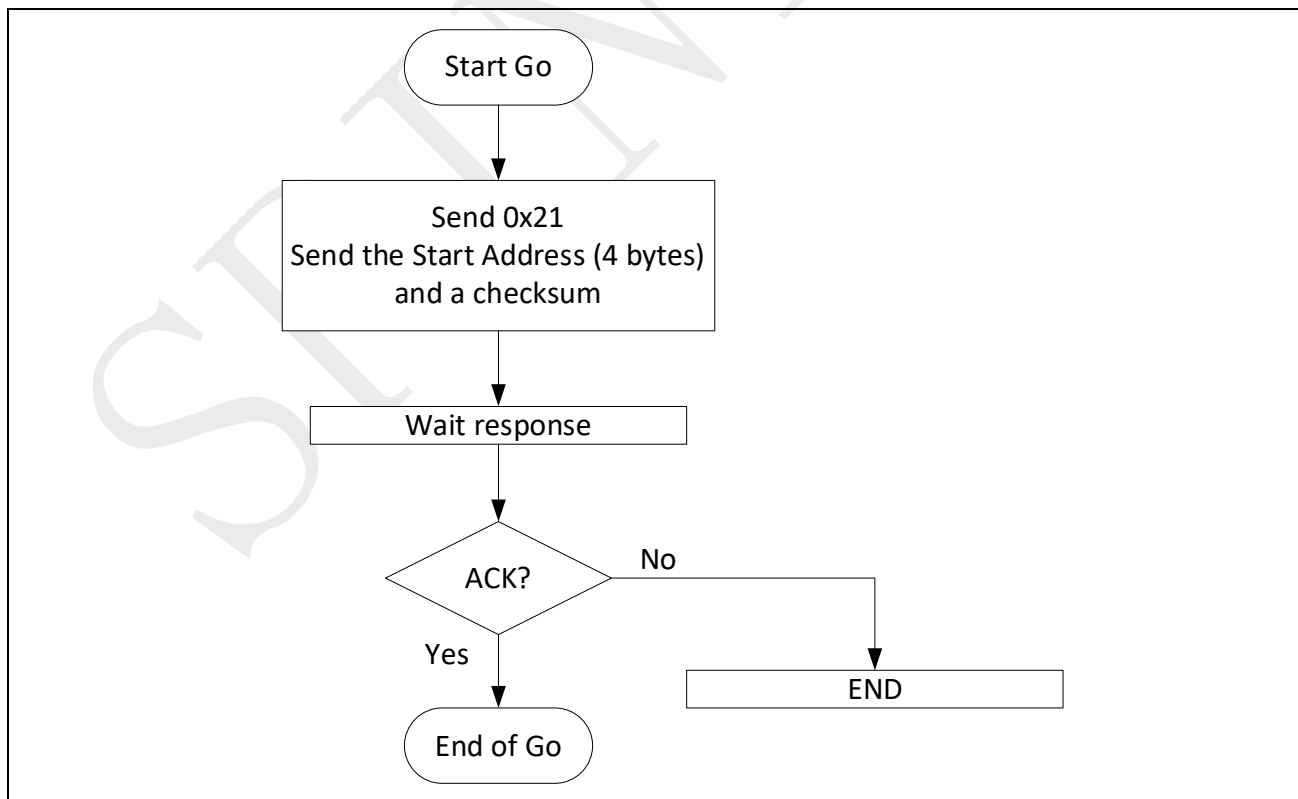 Start Go
Send 0x21
Send the Start Address (4 bytes)
and a checksum
Wait response
ACK?
No
Yes
END
End of Go